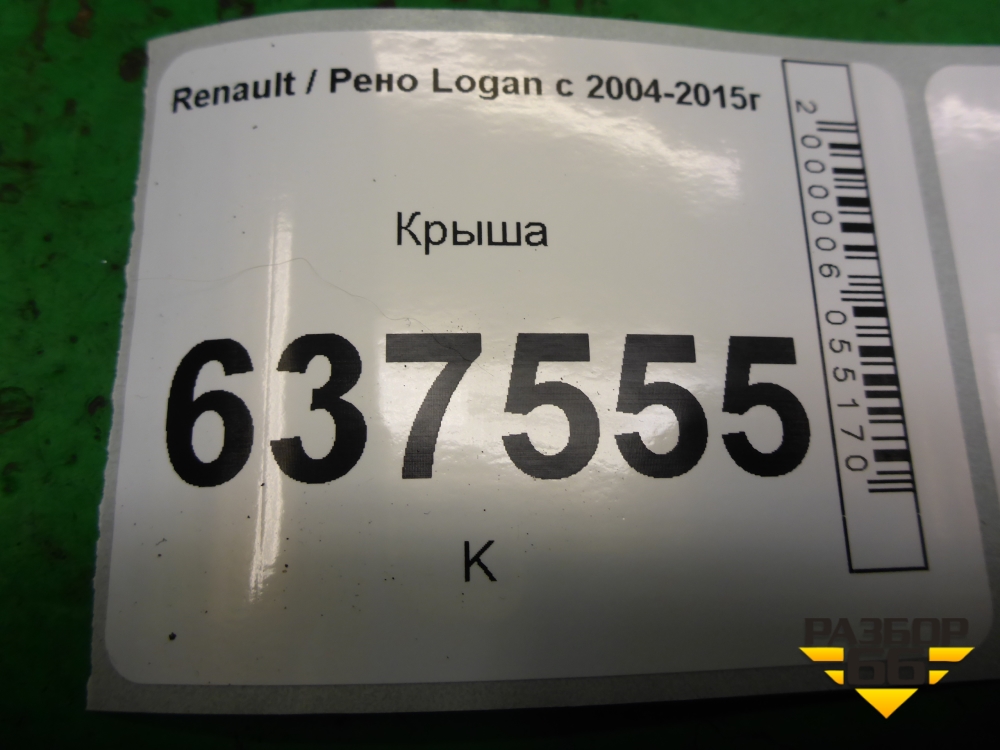 Renault / Рено Logan с 2004-2015г
Крыша
637555
К
2000006055170
РАЗБОР
66